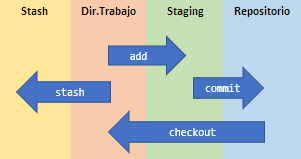 Stash Dir.Trabajo Staging Repositorio
add
stash commit
checkout